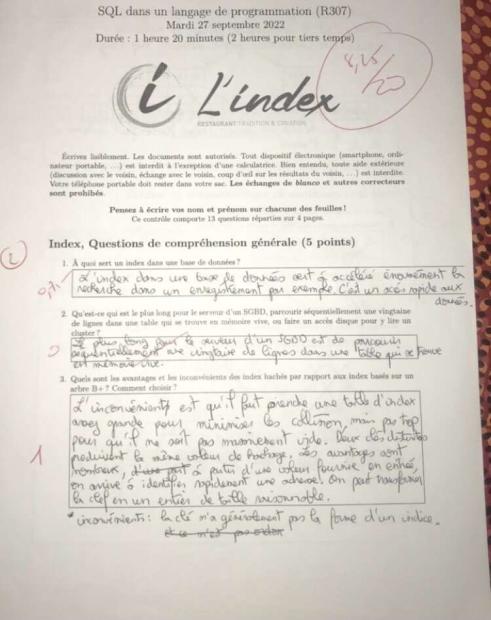 SQL dans un langage de programmation (R307)
Mardi 27 septembre 2022
Durée : 1 heure 20 minutes (2 heures pour tiers temps)
8,25/20
i L'index
RESTAURANT TRADITION & CRÉATION
Écrivez lisiblement. Les documents sont autorisés. Tout dispositif électronique (smartphone, ordi-
nateur portable, ...) est interdit à l'exception d'une calculatrice. Bien entendu, toute aide extérieure
(discussion avec le voisin, échange avec le voisin, coup d'œil sur les résultats du voisin, ...) est interdite.
Votre téléphone portable doit rester dans votre sac. Les échanges de blanco et autres correcteurs
sont prohibés.
Pensez à écrire vos nom et prénom sur chacune des feuilles !
Ce contrôle comporte 13 questions réparties sur 4 pages.
Index, Questions de compréhension générale (5 points)
1. À quoi sert un index dans une base de données ?
L'index dans une base de données sert à accéléré énormément la
recherche dans un enregistrement par exemple. C'est un accès rapide aux
données.
2. Qu'est-ce qui est le plus long pour le serveur d'un SGBD, parcourir séquentiellement une vingtaine
de lignes dans une table qui se trouve en mémoire vive, ou faire un accès disque pour y lire un
cluster ?
Le plus long pour le serveur d'un SGBD est de parcourir
séquentiellement une vingtaine de lignes dans une table qui se trouve
en mémoire vive.
3. Quels sont les avantages et les inconvénients des index hachés par rapport aux index basés sur un
arbre B+ ? Comment choisir ?
1
L'inconvénients est qu'il faut prendre une table d'index
assez grande pour minimiser les collision, mais pas trop
pour qu'il ne soit pas vide. Deux clés distinctes
produisent la même valeur de hachage. Les avantages sont
nombreux, d'une part à partir d'une valeur fournie en entrée,
on arrive à identifier rapidement une adresse. On peut transformer
la clef en un entier de table raisonnable.
* inconvénients : la clé n'a généralement pas la forme d'un indice.